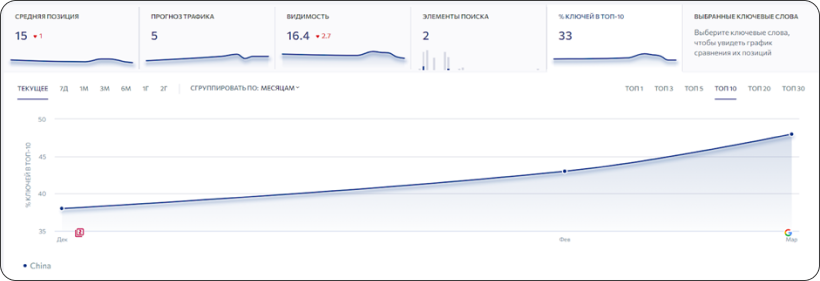 СРЕДНЯЯ ПОЗИЦИЯ
15 ▾ 1
ПРОГНОЗ ТРАФИКА
5
ВИДИМОСТЬ
16.4 ▾ 2.7
ЭЛЕМЕНТЫ ПОИСКА
2
% КЛЮЧЕЙ В ТОП-10
33
ВЫБРАННЫЕ КЛЮЧЕВЫЕ СЛОВА
Выберите ключевые слова,
чтобы увидеть график
сравнения их позиций
ТЕКУЩЕЕ 7Д 1М 3М 6М 1Г 2Г СГРУППИРОВАТЬ ПО: МЕСЯЦАМ ТОП 1 ТОП 3 ТОП 5 ТОП 10 ТОП 20 ТОП 30
% КЛЮЧЕЙ В ТОП-10
50
45
40
35
Дек Фев Мар
China